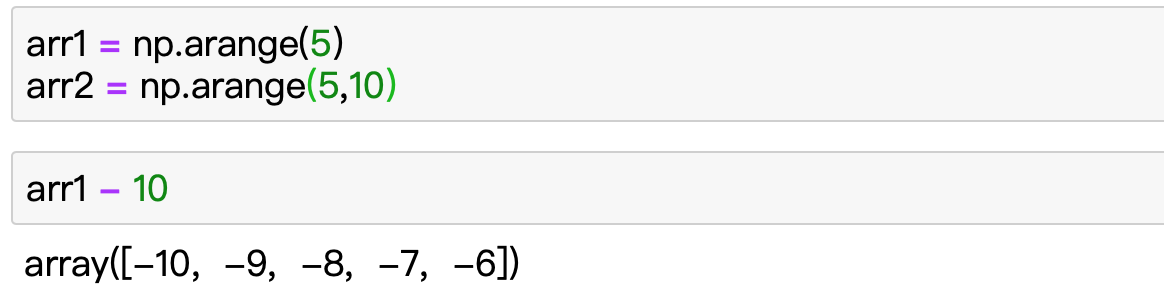 arr1 = np.arange(5)
arr2 = np.arange(5,10)
arr1 - 10
array([-10, -9, -8, -7, -6])